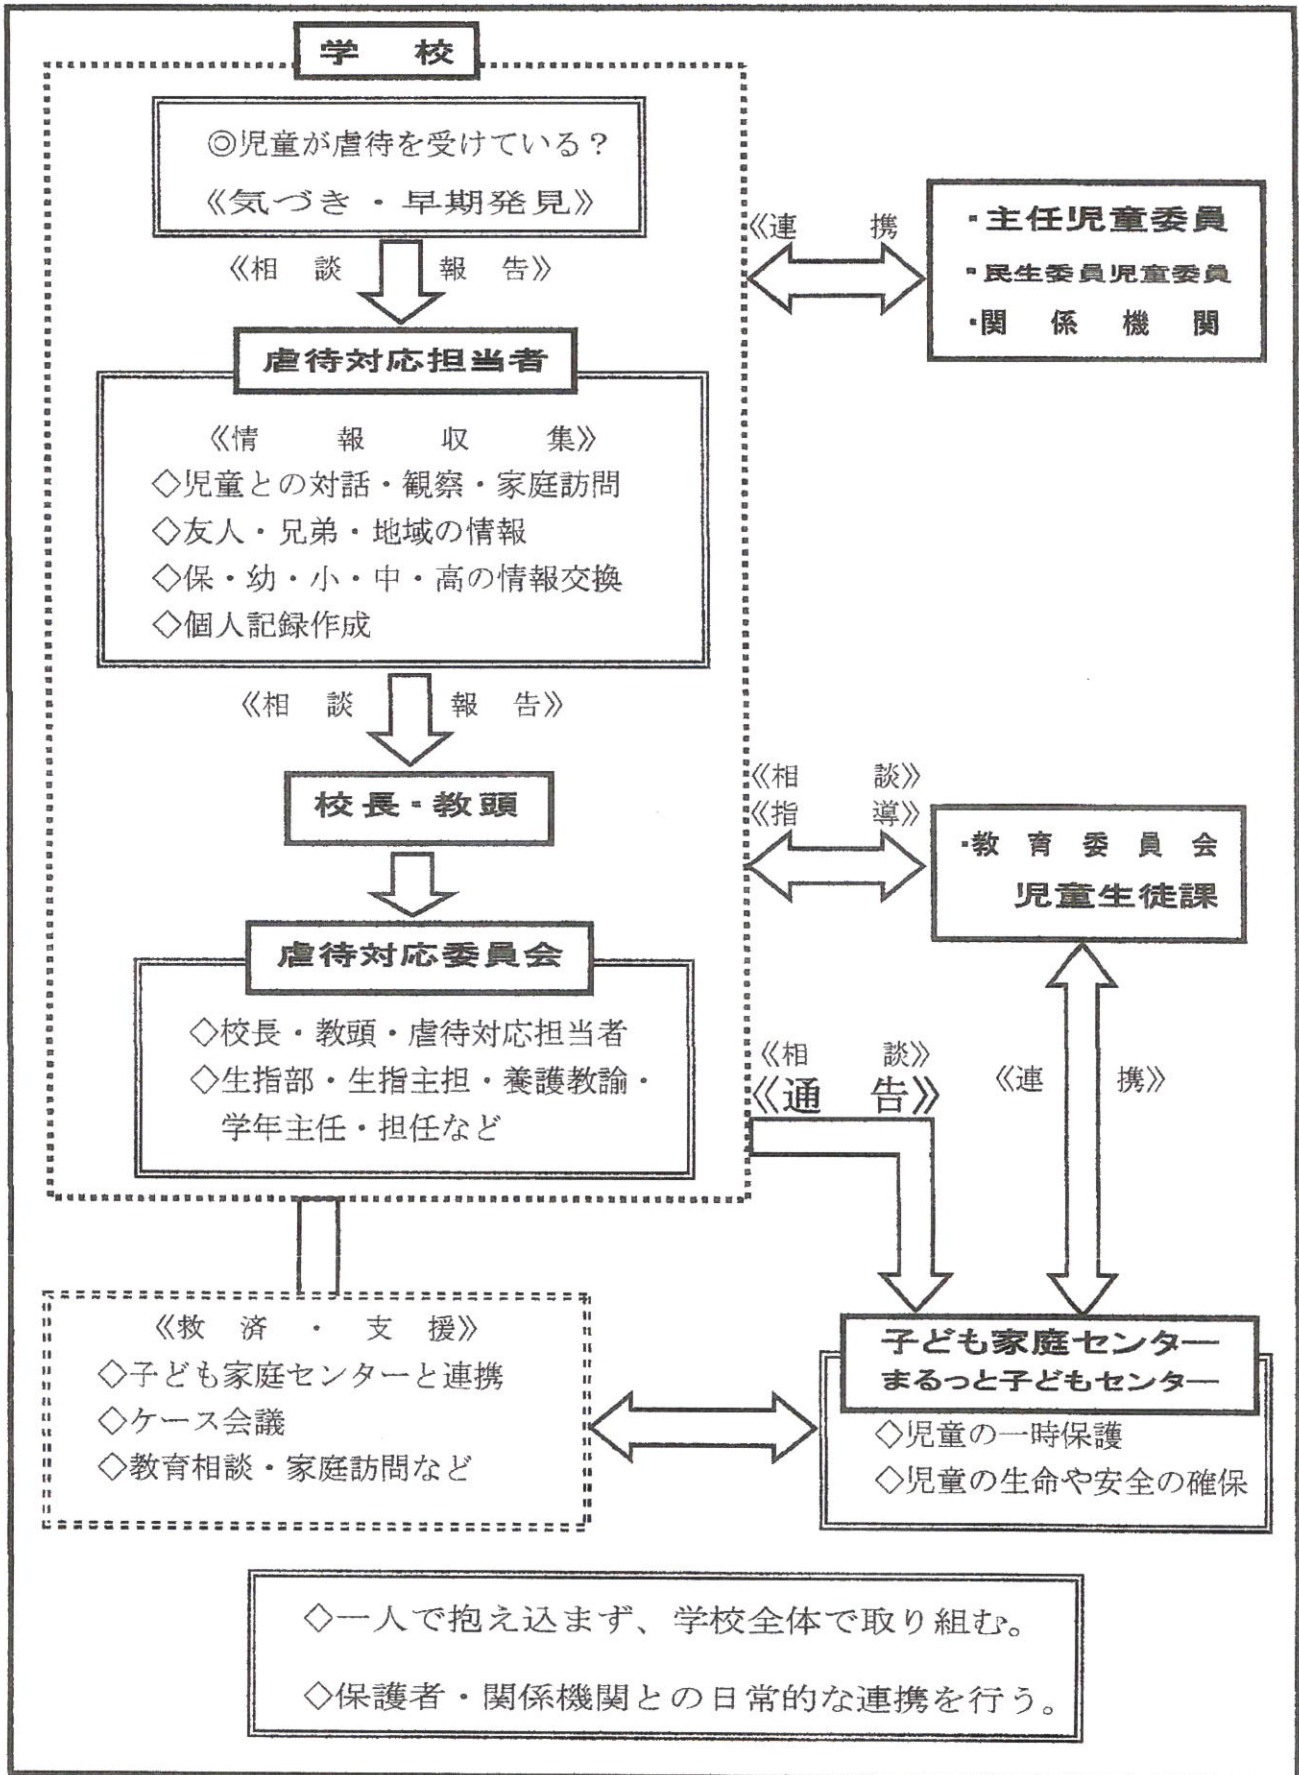 学　校
◎児童が虐待を受けている？
《気づき・早期発見》
《相　談　報　告》
虐待対応担当者
《情　報　収　集》
◇児童との対話・観察・家庭訪問
◇友人・兄弟・地域の情報
◇保・幼・小・中・高の情報交換
◇個人記録作成
《相　談　報　告》
校長・教頭
虐待対応委員会
◇校長・教頭・虐待対応担当者
◇生指部・生指主担・養護教諭・
学年主任・担任など
《連　携》
・主任児童委員
・民生委員児童委員
・関　係　機　関
《相　談》
《指　導》
・教　育　委　員　会
児童生徒課
《相　談》
《通　告》
《連　携》
《救　済　・　支　援》
◇子ども家庭センターと連携
◇ケース会議
◇教育相談・家庭訪問など
子ども家庭センター
まるっと子どもセンター
◇児童の一時保護
◇児童の生命や安全の確保
◇一人で抱え込まず、学校全体で取り組む。
◇保護者・関係機関との日常的な連携を行う。